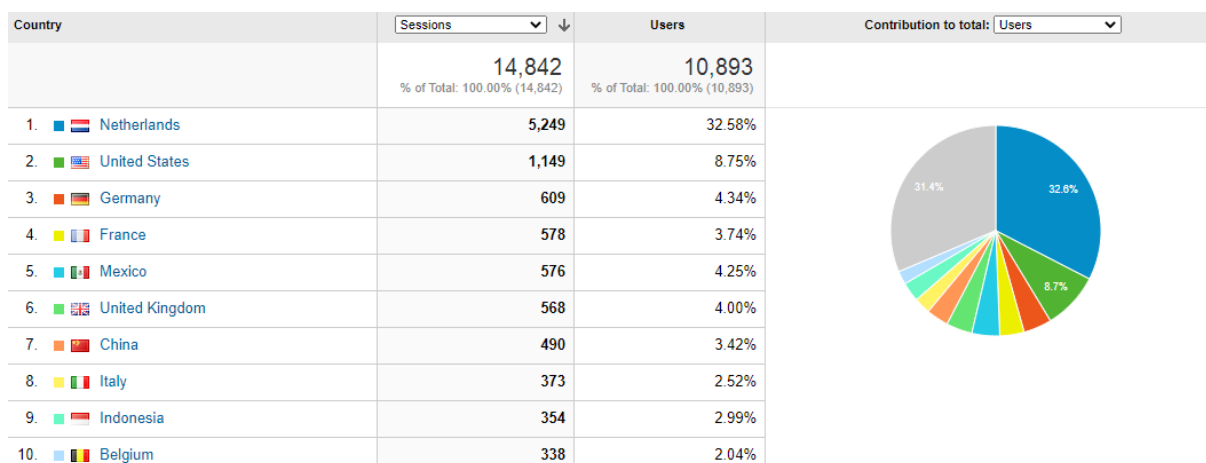 Country Sessions Users Contribution to total: Users
14,842 10,893
% of Total: 100.00% (14,842) % of Total: 100.00% (10,893)
1. Netherlands 5,249 32.58%
2. United States 1,149 8.75%
3. Germany 609 4.34%
4. France 578 3.74%
5. Mexico 576 4.25%
6. United Kingdom 568 4.00%
7. China 490 3.42%
8. Italy 373 2.52%
9. Indonesia 354 2.99%
10. Belgium 338 2.04%
31.4% 32.6%
8.7%